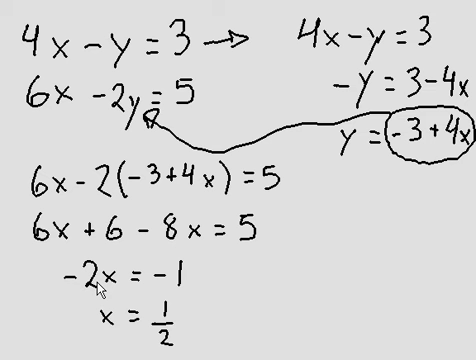 4x - y = 3 → 4x - y = 3
6x - 2y = 5
-y = 3 - 4x
y = -3 + 4x
6x - 2(-3 + 4x) = 5
6x + 6 - 8x = 5
-2x = -1
x = 1/2